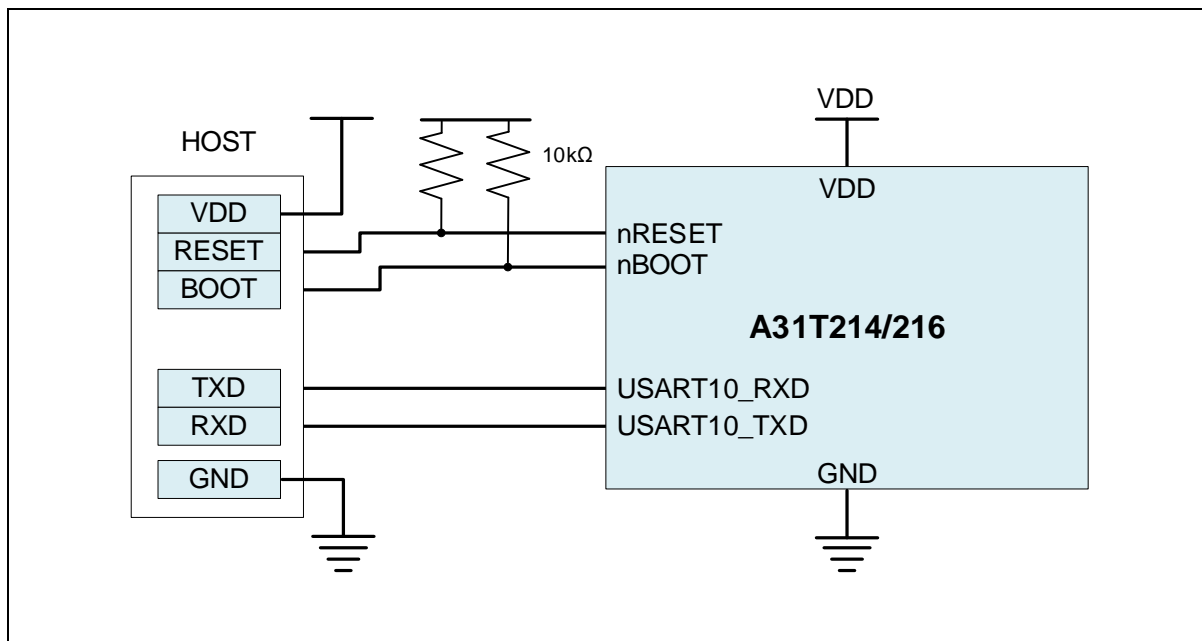 VDD
HOST
10kΩ
VDD
VDD
RESET
BOOT
nRESET
nBOOT
A31T214/216
TXD
RXD
USART10_RXD
USART10_TXD
GND
GND